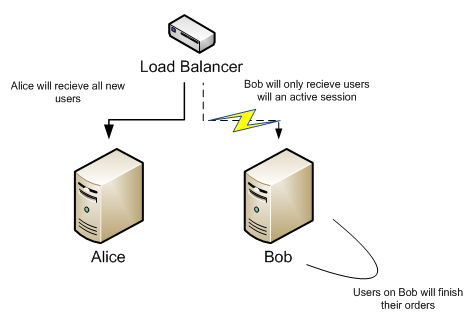 Load Balancer
Alice will recieve all new
users
Bob will only recieve users
will an active session
Alice
Bob
Users on Bob will finish
their orders